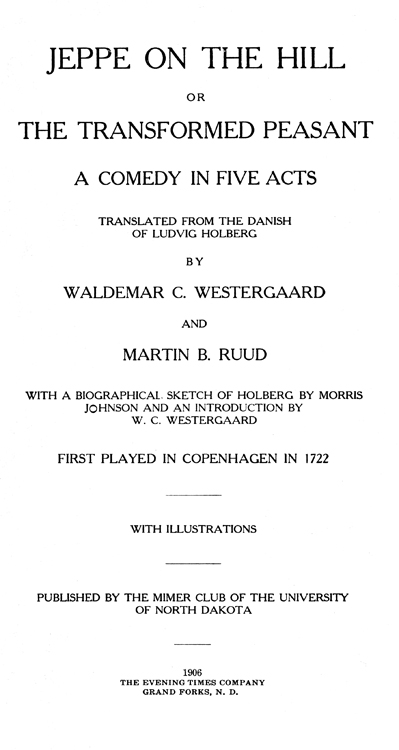 JEPPE ON THE HILL
OR
THE TRANSFORMED PEASANT
A COMEDY IN FIVE ACTS
TRANSLATED FROM THE DANISH
OF LUDVIG HOLBERG
BY
WALDEMAR C. WESTERGAARD
AND
MARTIN B. RUUD
WITH A BIOGRAPHICAL SKETCH OF HOLBERG BY MORRIS
JOHNSON AND AN INTRODUCTION BY
W. C. WESTERGAARD
FIRST PLAYED IN COPENHAGEN IN 1722
WITH ILLUSTRATIONS
PUBLISHED BY THE MIMER CLUB OF THE UNIVERSITY
OF NORTH DAKOTA
1906
THE EVENING TIMES COMPANY
GRAND FORKS, N. D.